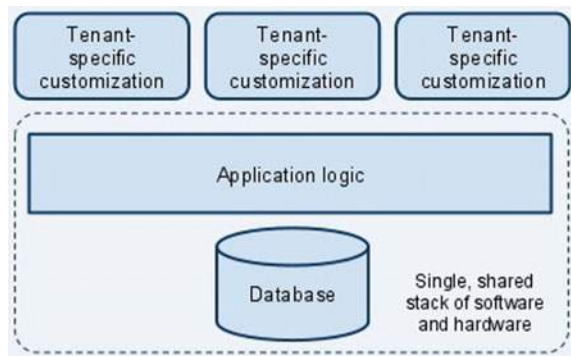 Tenant-
specific
customization
Tenant-
specific
customization
Tenant-
specific
customization
Application logic
Database
Single, shared
stack of software
and hardware